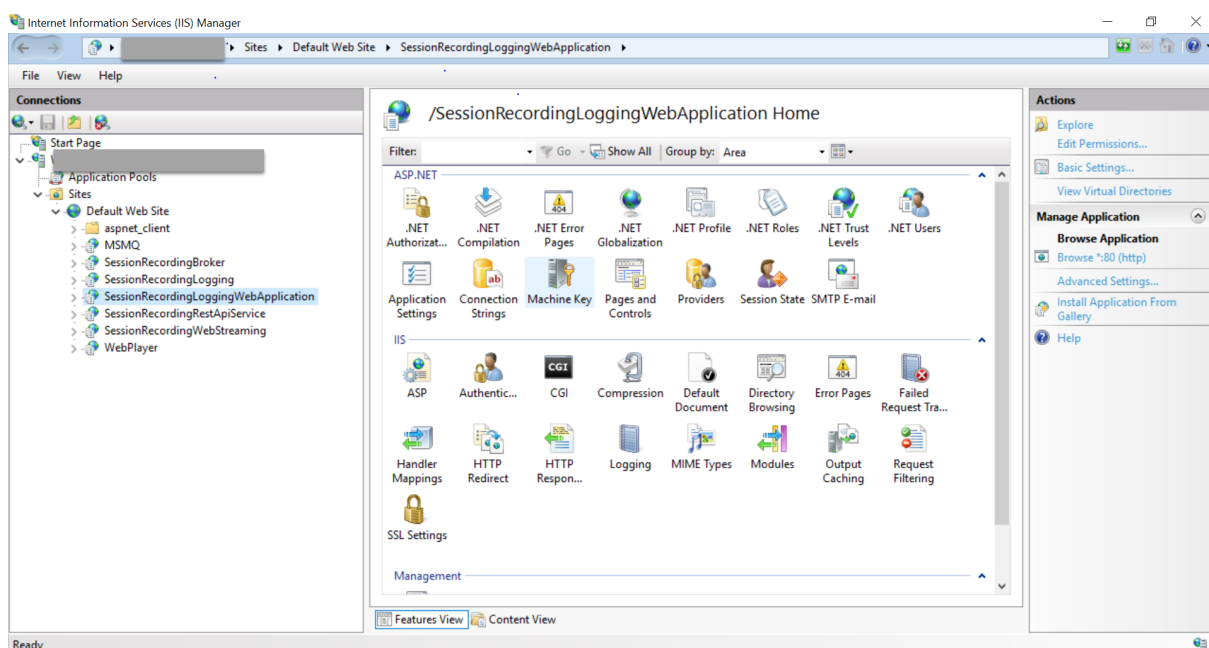 Internet Information Services (IIS) Manager
Sites Default Web Site SessionRecordingLoggingWebApplication
File View Help
Connections
Start Page
Application Pools
Sites
Default Web Site
aspnet_client
MSMQ
SessionRecordingBroker
SessionRecordingLogging
SessionRecordingLoggingWebApplication
SessionRecordingRestApiService
SessionRecordingWebStreaming
WebPlayer
/SessionRecordingLoggingWebApplication Home
Filter: Go Show All Group by: Area
ASP.NET
.NET Authorizat...
.NET Compilation
404
.NET Error Pages
.NET Globalization
.NET Profile
.NET Roles
.NET Trust Levels
.NET Users
Application Settings
ab
Connection Strings
Machine Key
Pages and Controls
Providers
Session State
SMTP E-mail
IIS
ASP
Authentic...
CGI
CGI
Compression
Default Document
Directory Browsing
404
Error Pages
Failed Request Tra...
Handler Mappings
HTTP Redirect
HTTP Respon...
Logging
MIME Types
Modules
Output Caching
Request Filtering
SSL Settings
Management
Features View Content View
Actions
Explore
Edit Permissions...
Basic Settings...
View Virtual Directories
Manage Application
Browse Application
Browse *:80 (http)
Advanced Settings...
Install Application From
Gallery
Help
Ready